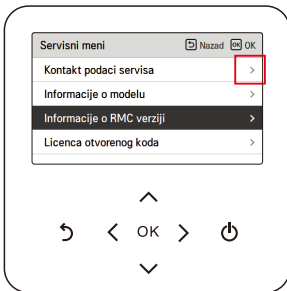 Servisni meni Nazad OK OK
Kontakt podaci servisa
Informacije o modelu
Informacije o RMC verziji
Licenca otvorenog koda
OK